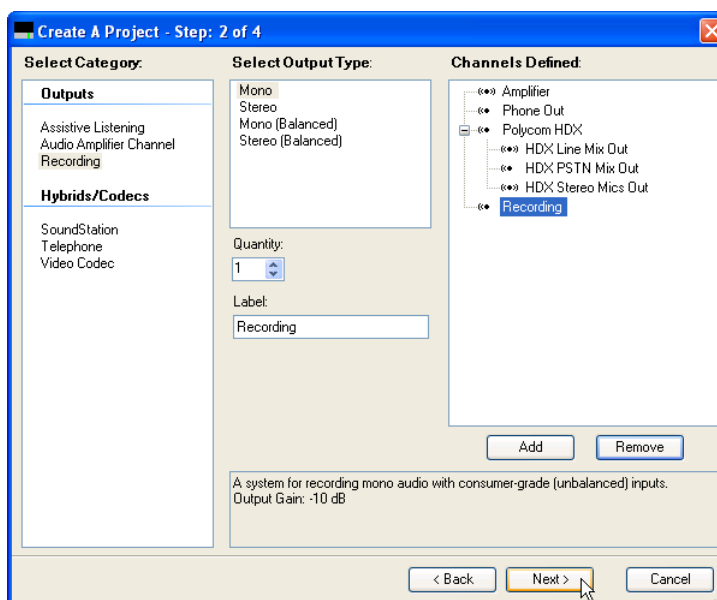 Create A Project - Step: 2 of 4
Select Category:
Outputs
Assistive Listening
Audio Amplifier Channel
Recording
Hybrids/Codecs
SoundStation
Telephone
Video Codec
Select Output Type:
Mono
Stereo
Mono (Balanced)
Stereo (Balanced)
Quantity:
1
Label:
Recording
Channels Defined:
Amplifier
Phone Out
Polycom HDX
HDX Line Mix Out
HDX PSTN Mix Out
HDX Stereo Mics Out
Recording
Add
Remove
A system for recording mono audio with consumer-grade (unbalanced) inputs.
Output Gain: -10 dB
< Back
Next >
Cancel